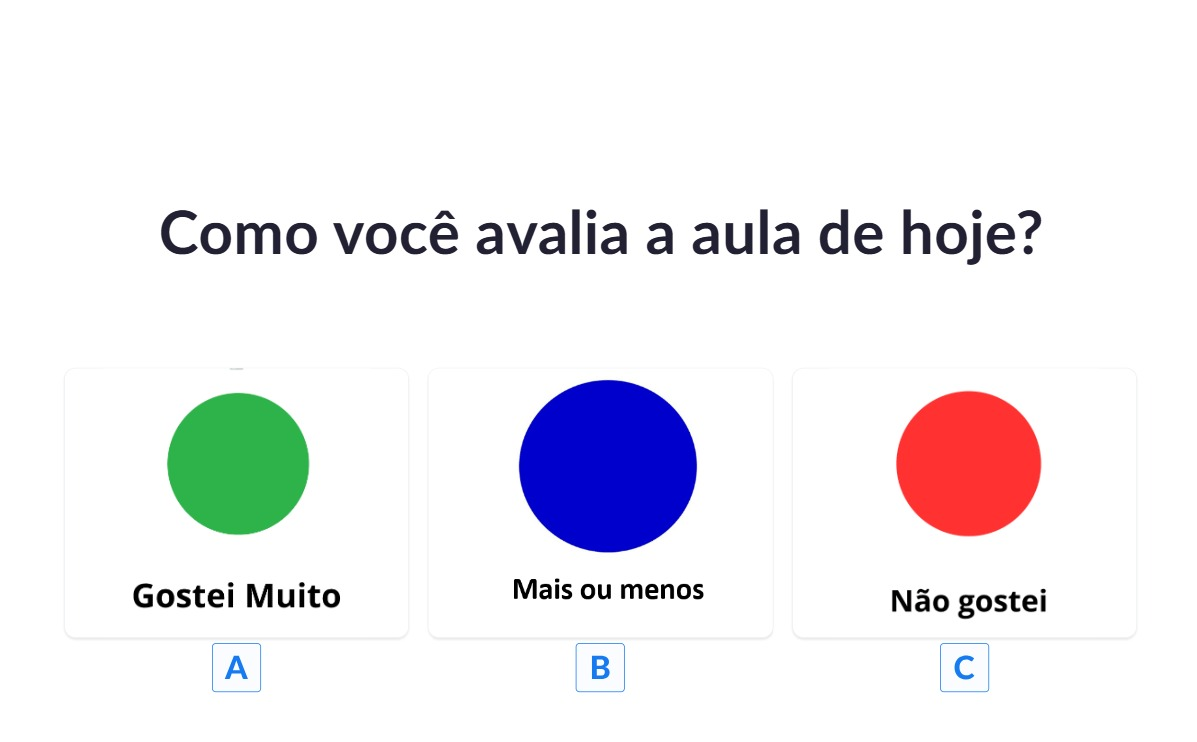 Como você avalia a aula de hoje?
Gostei Muito
Mais ou menos
Não gostei
A
B
C